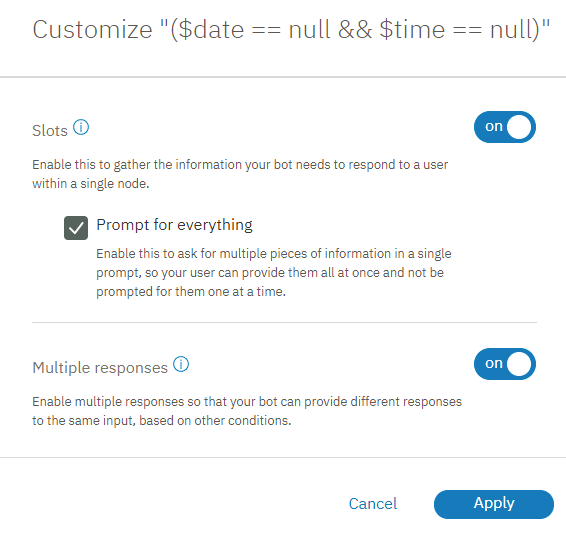 Customize "($date == null && $time == null)"
Slots
on
Enable this to gather the information your bot needs to respond to a user
within a single node.
Prompt for everything
Enable this to ask for multiple pieces of information in a single
prompt, so your user can provide them all at once and not be
prompted for them one at a time.
Multiple responses
on
Enable multiple responses so that your bot can provide different responses
to the same input, based on other conditions.
Cancel
Apply